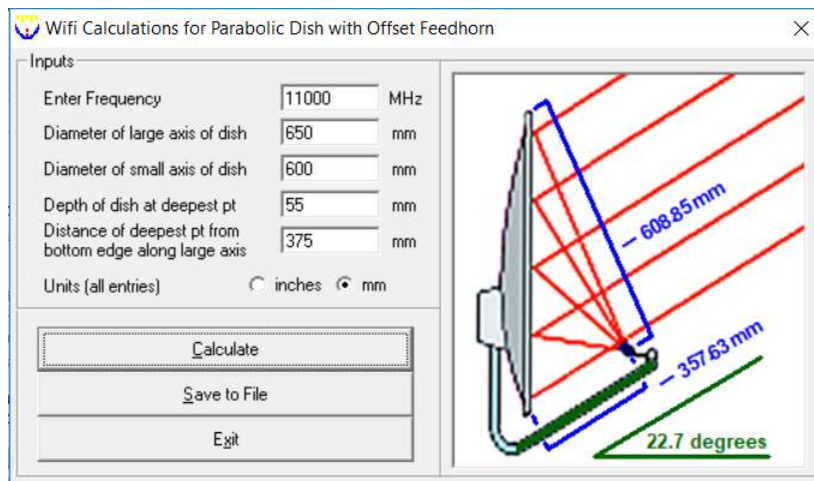 Wifi Calculations for Parabolic Dish with Offset Feedhorn
Inputs
Enter Frequency 11000 MHz
Diameter of large axis of dish 650 mm
Diameter of small axis of dish 600 mm
Depth of dish at deepest pt 55 mm
Distance of deepest pt from
bottom edge along large axis 375 mm
Units (all entries) inches mm
Calculate
Save to File
Exit
608.85 mm
357.63 mm
22.7 degrees